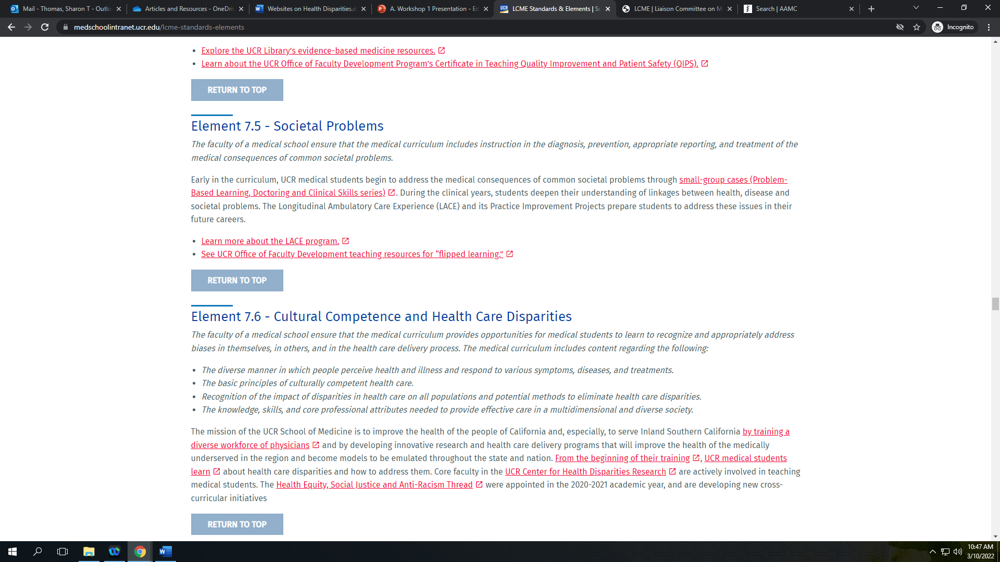 Mail - Thomas, Sharon T - Outlo
Articles and Resources - OneDriv
Websites on Health Disparities.d
A. Workshop 1 Presentation - Ed
LCME Standards & Elements | Sc
LCME | Liaison Committee on M
Search | AAMC
medschoolintranet.ucr.edu/lcme-standards-elements
Incognito
• Explore the UCR Library's evidence-based medicine resources.
• Learn about the UCR Office of Faculty Development Program's Certificate in Teaching Quality Improvement and Patient Safety (QIPS).
RETURN TO TOP
Element 7.5 - Societal Problems
The faculty of a medical school ensure that the medical curriculum includes instruction in the diagnosis, prevention, appropriate reporting, and treatment of the
medical consequences of common societal problems.
Early in the curriculum, UCR medical students begin to address the medical consequences of common societal problems through small-group cases (Problem-
Based Learning, Doctoring and Clinical Skills series). During the clinical years, students deepen their understanding of linkages between health, disease and
societal problems. The Longitudinal Ambulatory Care Experience (LACE) and its Practice Improvement Projects prepare students to address these issues in their
future careers.
• Learn more about the LACE program.
• See UCR Office of Faculty Development teaching resources for “flipped learning.”
RETURN TO TOP
Element 7.6 - Cultural Competence and Health Care Disparities
The faculty of a medical school ensure that the medical curriculum provides opportunities for medical students to learn to recognize and appropriately address
biases in themselves, in others, and in the health care delivery process. The medical curriculum includes content regarding the following:
• The diverse manner in which people perceive health and illness and respond to various symptoms, diseases, and treatments.
• The basic principles of culturally competent health care.
• Recognition of the impact of disparities in health care on all populations and potential methods to eliminate health care disparities.
• The knowledge, skills, and core professional attributes needed to provide effective care in a multidimensional and diverse society.
The mission of the UCR School of Medicine is to improve the health of the people of California and, especially, to serve Inland Southern California by training a
diverse workforce of physicians and by developing innovative research and health care delivery programs that will improve the health of the medically
underserved in the region and become models to be emulated throughout the state and nation. From the beginning of their training, UCR medical students
learn about health care disparities and how to address them. Core faculty in the UCR Center for Health Disparities Research are actively involved in teaching
medical students. The Health Equity, Social Justice and Anti-Racism Thread were appointed in the 2020-2021 academic year, and are developing new cross-
curricular initiatives
RETURN TO TOP
10:47 AM
3/10/2022